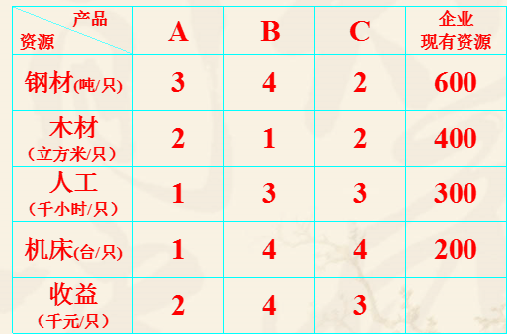 产品
资源
A B C
企业
现有资源
钢材(吨/只) 3 4 2 600
木材
（立方米/只） 2 1 2 400
人工
（千小时/只） 1 3 3 300
机床(台/只) 1 4 4 200
收益
（千元/只） 2 4 3